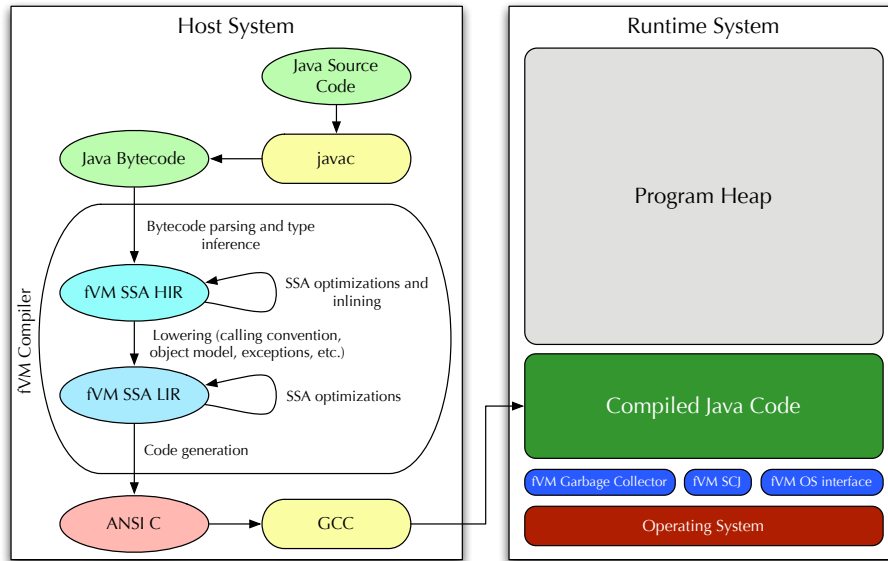 Host System
Java Source
Code
javac
Java Bytecode
Bytecode parsing and type
inference
fVM SSA HIR
SSA optimizations and
inlining
fVM Compiler
Lowering (calling convention,
object model, exceptions, etc.)
fVM SSA LIR
SSA optimizations
Code generation
ANSI C
GCC
Runtime System
Program Heap
Compiled Java Code
fVM Garbage Collector
fVM SCJ
fVM OS interface
Operating System